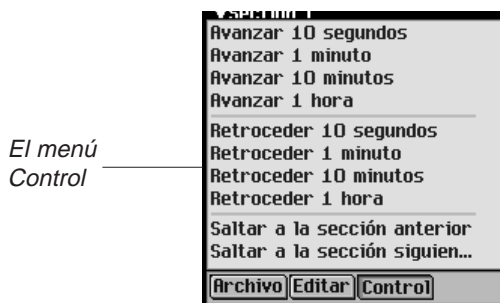 Avanzar 10 segundos
Avanzar 1 minuto
Avanzar 10 minutos
Avanzar 1 hora
Retroceder 10 segundos
Retroceder 1 minuto
Retroceder 10 minutos
Retroceder 1 hora
Saltar a la sección anterior
Saltar a la sección siguien...
Archivo Editar Control
El menú
Control